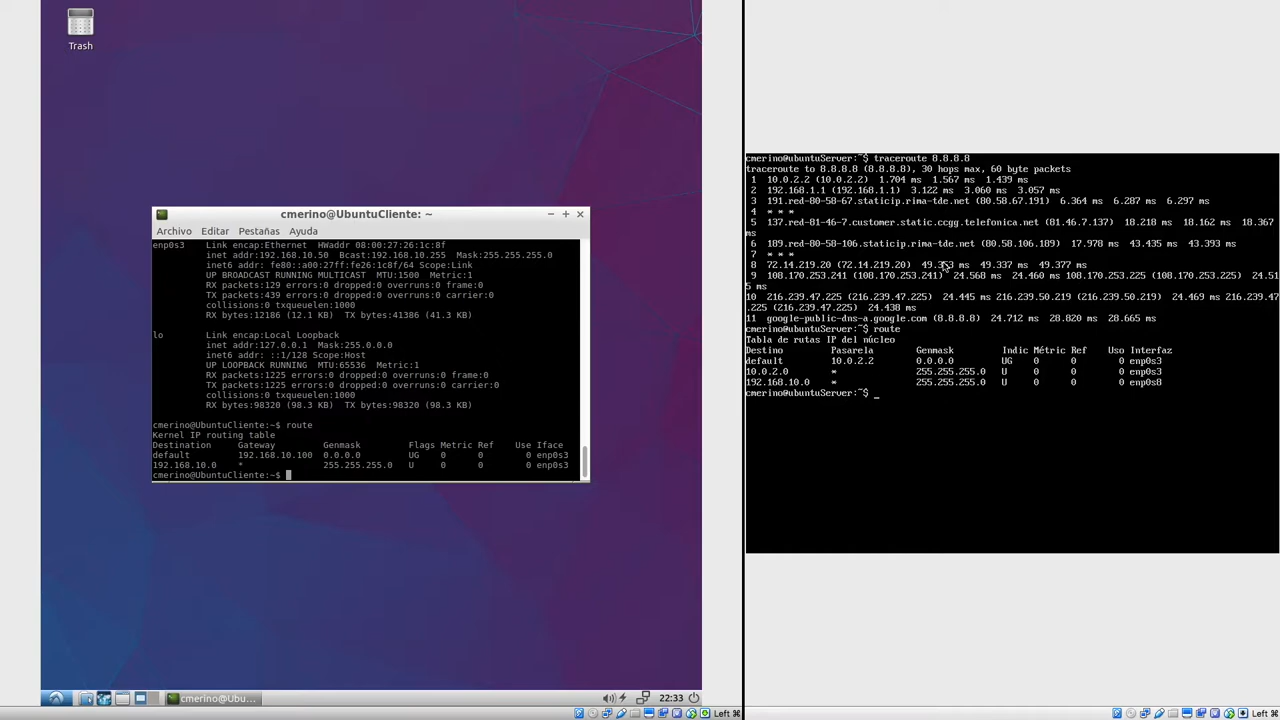 Trash
cmerino@UbuntuCliente: ~
Archivo Editar Pestañas Ayuda
enp0s3 Link encap:Ethernet HWaddr 08:00:27:26:1c:8f
inet addr:192.168.10.50 Bcast:192.168.10.255 Mask:255.255.255.0
inet6 addr: fe80::a00:27ff:fe26:1c8f/64 Scope:Link
UP BROADCAST RUNNING MULTICAST MTU:1500 Metric:1
RX packets:129 errors:0 dropped:0 overruns:0 frame:0
TX packets:439 errors:0 dropped:0 overruns:0 carrier:0
collisions:0 txqueuelen:1000
RX bytes:12186 (12.1 KB) TX bytes:41386 (41.3 KB)
lo Link encap:Local Loopback
inet addr:127.0.0.1 Mask:255.0.0.0
inet6 addr: ::1/128 Scope:Host
UP LOOPBACK RUNNING MTU:65536 Metric:1
RX packets:1225 errors:0 dropped:0 overruns:0 frame:0
TX packets:1225 errors:0 dropped:0 overruns:0 carrier:0
collisions:0 txqueuelen:1000
RX bytes:98320 (98.3 KB) TX bytes:98320 (98.3 KB)
cmerino@UbuntuCliente:~$ route
Kernel IP routing table
Destination Gateway Genmask Flags Metric Ref Use Iface
default 192.168.10.100 0.0.0.0 UG 0 0 0 enp0s3
192.168.10.0 * 255.255.255.0 U 0 0 0 enp0s3
cmerino@UbuntuCliente:~$
cmerino@Ubu...
22:33
Left ⌘
cmerino@ubuntuServer:~$ traceroute 8.8.8.8
traceroute to 8.8.8.8 (8.8.8.8), 30 hops max, 60 byte packets
1 10.0.2.2 (10.0.2.2) 1.704 ms 1.567 ms 1.439 ms
2 192.168.1.1 (192.168.1.1) 3.122 ms 3.060 ms 3.057 ms
3 191.red-80-58-67.staticip.rima-tde.net (80.58.67.191) 6.364 ms 6.287 ms 6.297 ms
4 * * *
5 137.red-81-46-7.customer.static.ccgg.telefonica.net (81.46.7.137) 18.218 ms 18.162 ms 18.367
ms
6 189.red-80-58-106.staticip.rima-tde.net (80.58.106.189) 17.978 ms 43.435 ms 43.393 ms
7 * * *
8 72.14.219.20 (72.14.219.20) ms 49.337 ms 49.377 ms
9 108.170.253.241 (108.170.253.241) 24.568 ms 24.460 ms 108.170.253.225 (108.170.253.225) 24.51
5 ms
10 216.239.47.225 (216.239.47.225) 24.445 ms 216.239.50.219 (216.239.50.219) 24.469 ms 216.239.47
.225 (216.239.47.225) 24.438 ms
11 google-public-dns-a.google.com (8.8.8.8) 24.712 ms 28.820 ms 28.665 ms
cmerino@ubuntuServer:~$ route
Tabla de rutas IP del núcleo
Destino Pasarela Genmask Indic Métric Ref Uso Interfaz
default 10.0.2.2 0.0.0.0 UG 0 0 0 enp0s3
10.0.2.0 * 255.255.255.0 U 0 0 0 enp0s3
192.168.10.0 * 255.255.255.0 U 0 0 0 enp0s8
cmerino@ubuntuServer:~$ _
Left ⌘